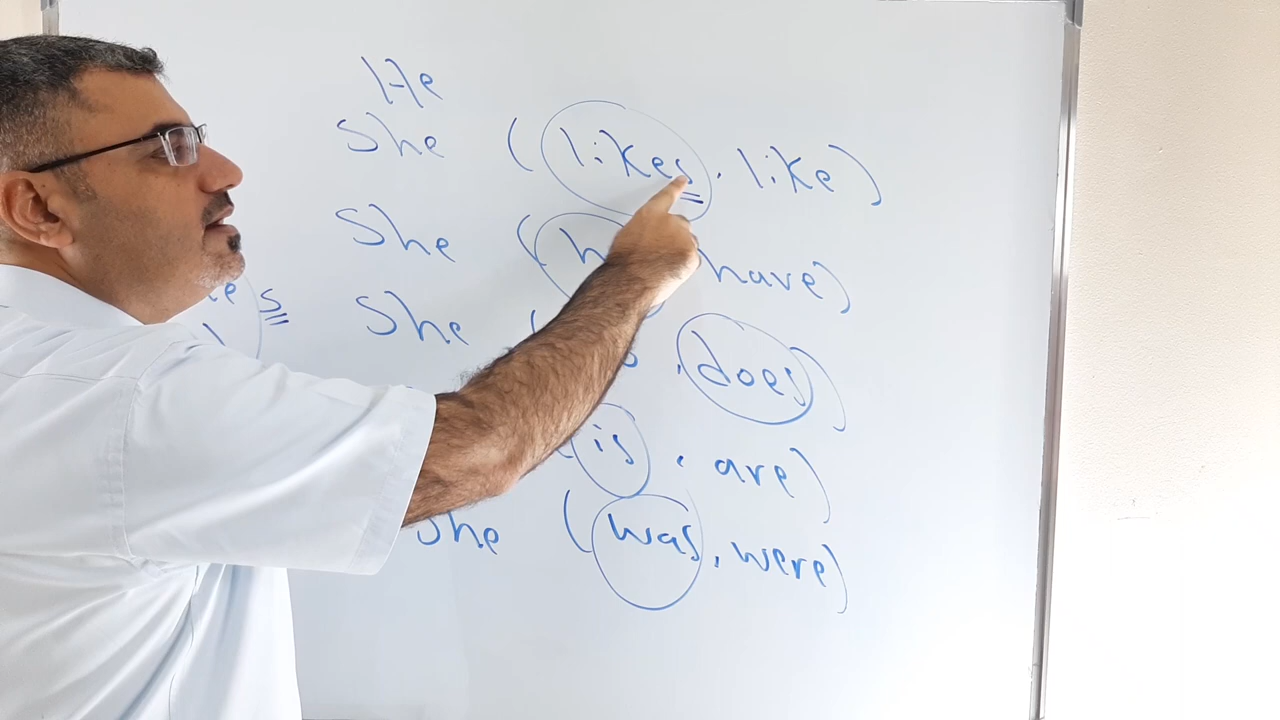 He
She ( likes . like )
She ( , have )
She ( , does )
( is , are )
She ( was , were )